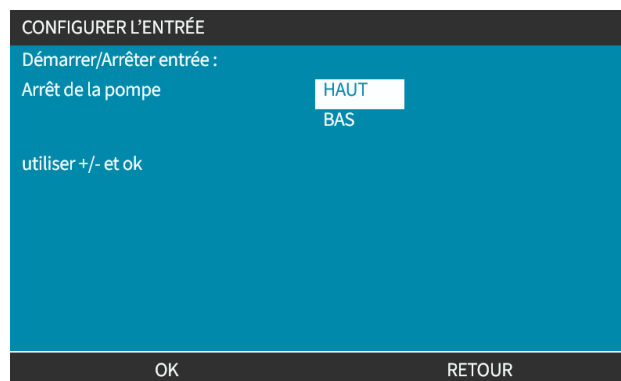 CONFIGURER L’ENTRÉE
Démarrer/Arrêter entrée :
Arrêt de la pompe HAUT
BAS
utiliser +/- et ok
OK RETOUR